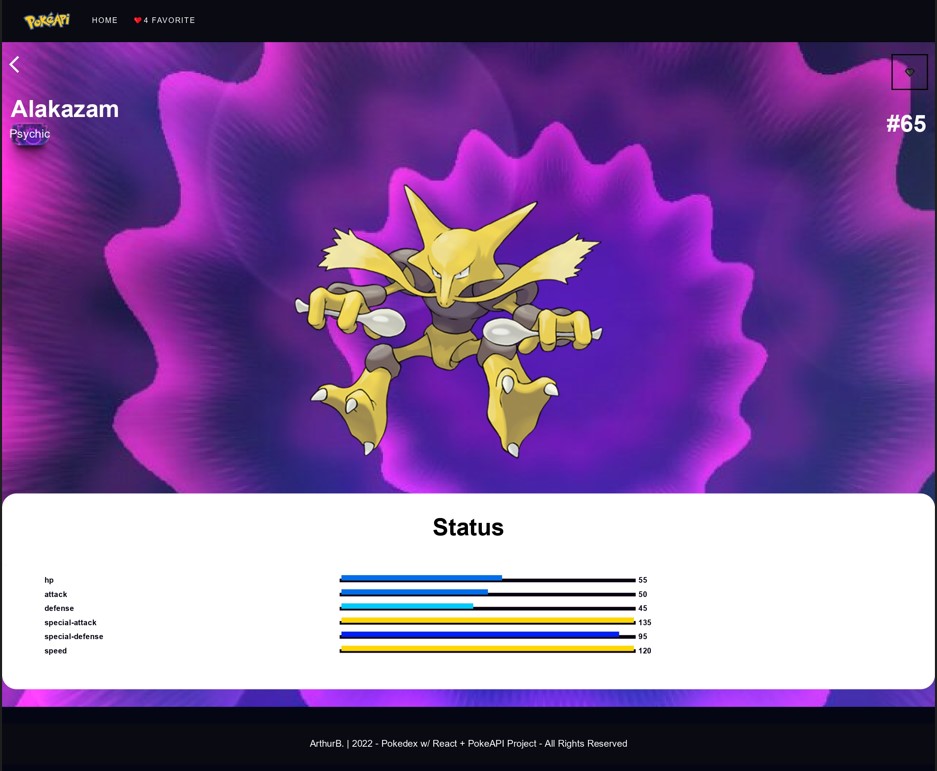 PokéApi
HOME
4 FAVORITE
Alakazam
#65
Psychic
Status
hp 55
attack 50
defense 45
special-attack 135
special-defense 95
speed 120
ArthurB. | 2022 - Pokedex w/ React + PokeAPI Project - All Rights Reserved